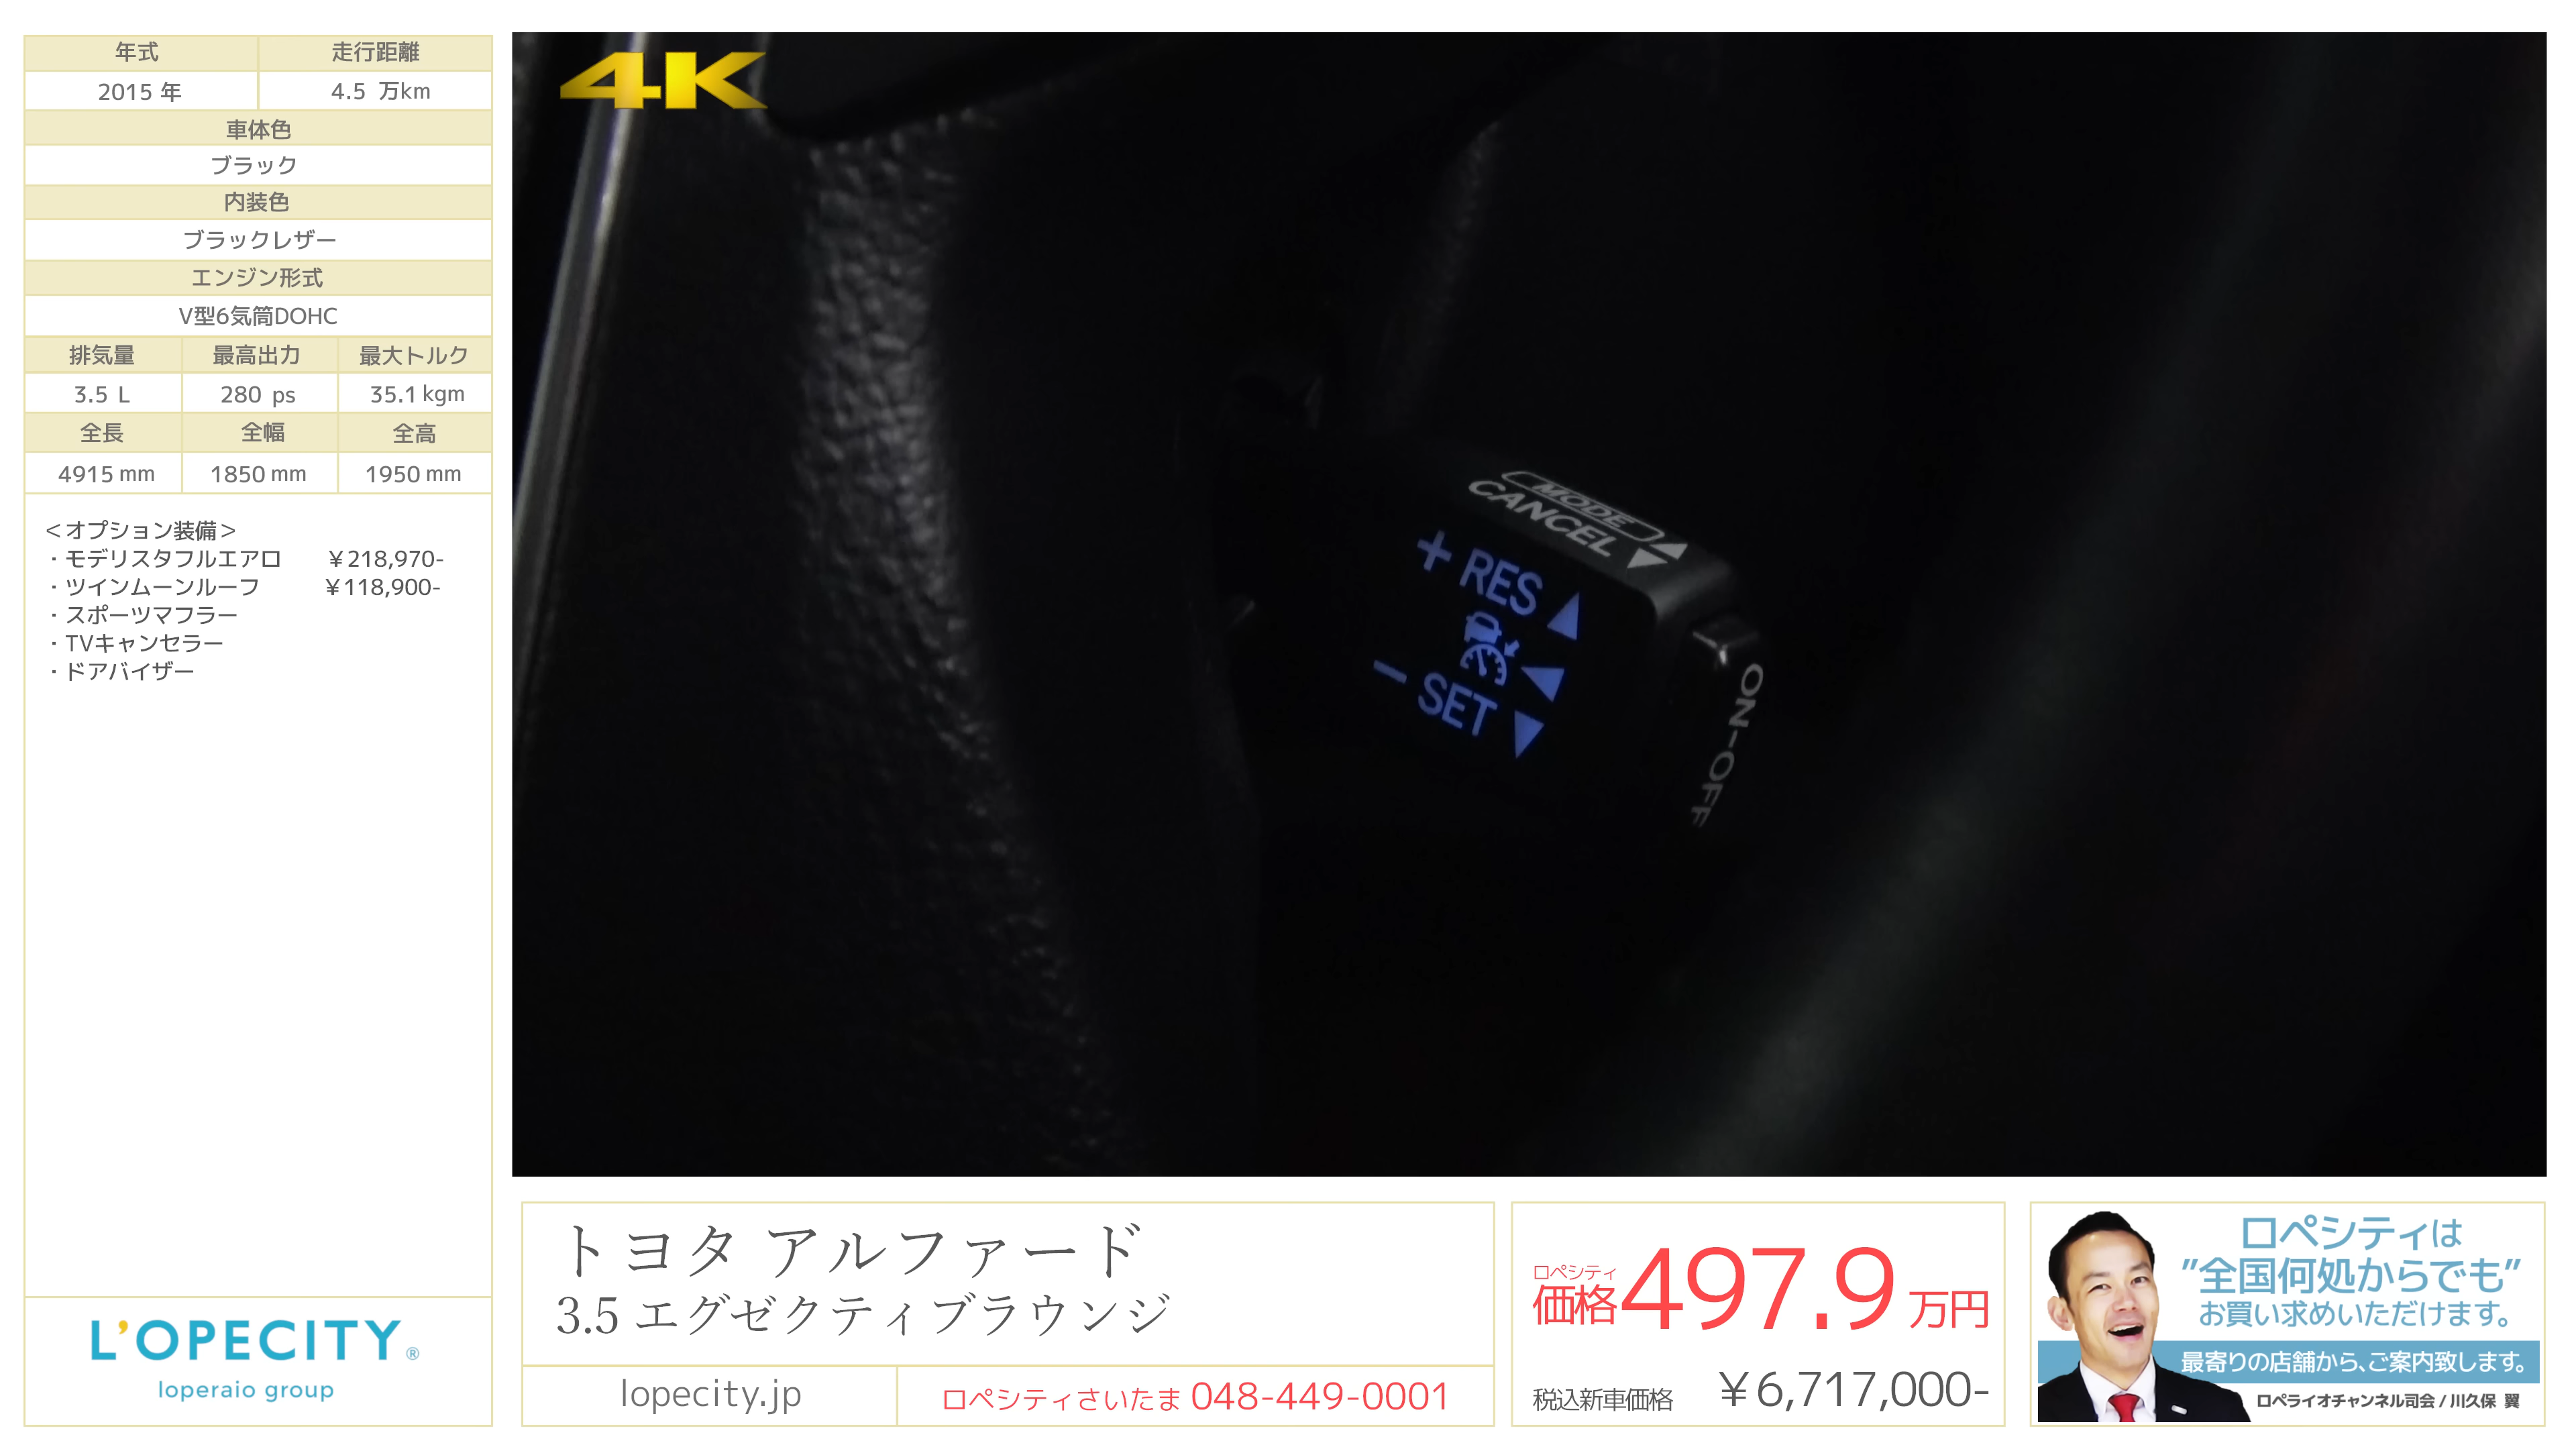 年式 走行距離
2015 年 4.5 万km
車体色
ブラック
内装色
ブラックレザー
エンジン形式
V型6気筒DOHC
排気量 最高出力 最大トルク
3.5 L 280 ps 35.1 kgm
全長 全幅 全高
4915 mm 1850 mm 1950 mm
＜オプション装備＞
・モデリスタフルエアロ ￥218,970-
・ツインムーンルーフ ￥118,900-
・スポーツマフラー
・TVキャンセラー
・ドアバイザー
L'OPECITY®
loperaio group
4K
MODE
CANCEL
+ RES
- SET
ON-OFF
トヨタ アルファード
3.5 エグゼクティブラウンジ
lopecity.jp
ロペシティさいたま 048-449-0001
ロペシティ
価格 497.9 万円
税込新車価格 ￥6,717,000-
ロペシティは
”全国何処からでも”
お買い求めいただけます。
最寄りの店舗から、ご案内致します。
ロペライオチャンネル司会 / 川久保 翼